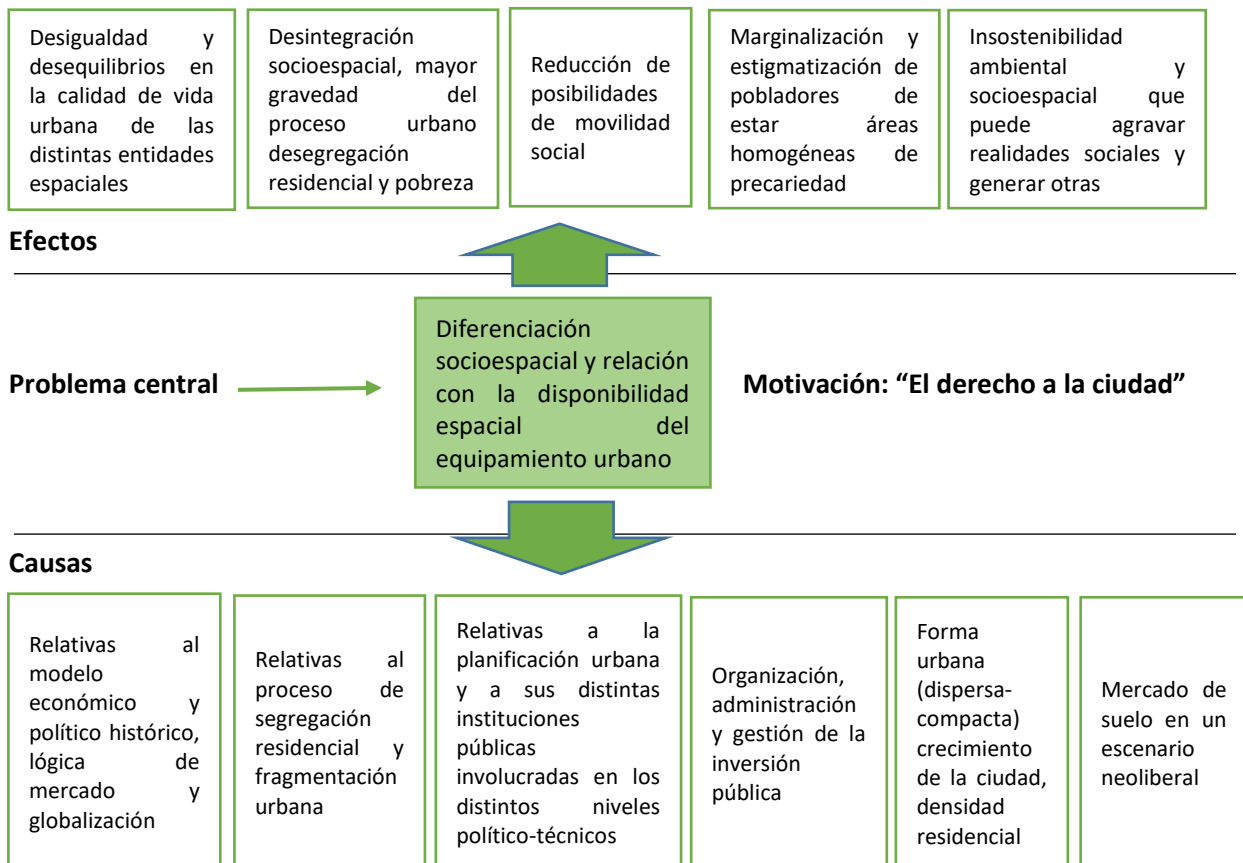 Desigualdad y
desequilibrios en
la calidad de vida
urbana de las
distintas entidades
espaciales
Desintegración
socioespacial, mayor
gravedad del
proceso urbano
desegregación
residencial y pobreza
Reducción de
posibilidades
de movilidad
social
Marginalización y
estigmatización de
pobladores de
estar áreas
homogéneas de
precariedad
Insostenibilidad
ambiental y
socioespacial que
puede agravar
realidades sociales y
generar otras
Efectos
Problema central
Diferenciación
socioespacial y relación
con la disponibilidad
espacial del
equipamiento urbano
Motivación: “El derecho a la ciudad”
Causas
Relativas al
modelo
económico y
político histórico,
lógica de
mercado y
globalización
Relativas al
proceso de
segregación
residencial y
fragmentación
urbana
Relativas a la
planificación urbana
y a sus distintas
instituciones
públicas
involucradas en los
distintos niveles
político-técnicos
Organización,
administración
y gestión de la
inversión
pública
Forma
urbana
(dispersa-
compacta)
crecimiento
de la ciudad,
densidad
residencial
Mercado de
suelo en un
escenario
neoliberal